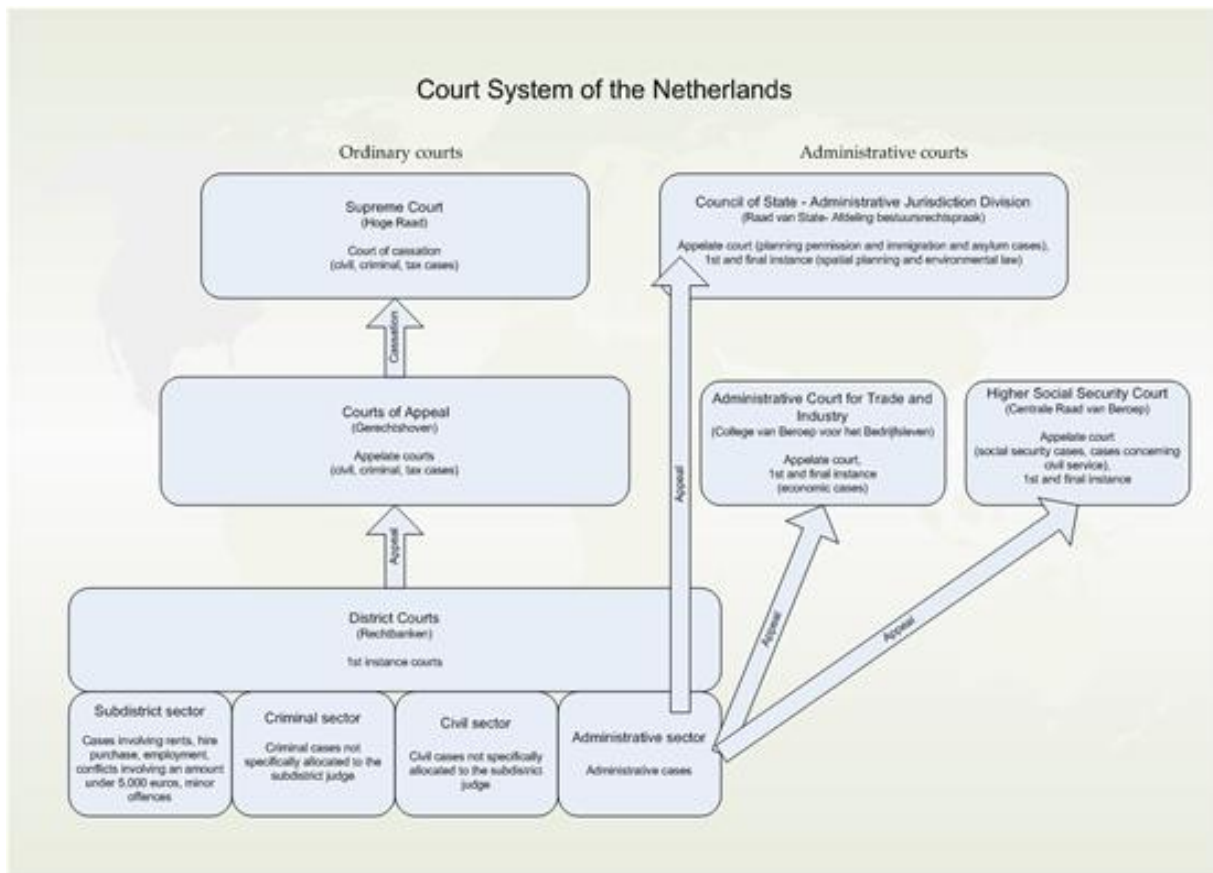 Court System of the Netherlands
Ordinary courts
Supreme Court
(Hoge Raad)
Court of cassation
(civil, criminal, tax cases)
Cassation
Courts of Appeal
(Gerechtshoven)
Appelate courts
(civil, criminal, tax cases)
Appeal
Administrative courts
Council of State - Administrative Jurisdiction Division
(Raad van State- Afdeling bestuursrechtspraak)
Appelate court (planning permission and immigration and asylum cases),
1st and final instance (spatial planning and environmental law)
Appeal
Administrative Court for Trade and
Industry
(College van Beroep voor het Bedrijfsleven)
Appelate court,
1st and final instance
(economic cases)
Appeal
Higher Social Security Court
(Centrale Raad van Beroep)
Appelate court
(social security cases, cases concerning
civil service),
1st and final instance
Appeal
District Courts
(Rechtbanken)
1st instance courts
Subdistrict sector
Cases involving rents, hire
purchase, employment,
conflicts involving an amount
under 5.000 euros, minor
offences
Criminal sector
Criminal cases not
specifically allocated to the
subdistrict judge
Civil sector
Civil cases not specifically
allocated to the subdistrict
judge
Administrative sector
Administrative cases